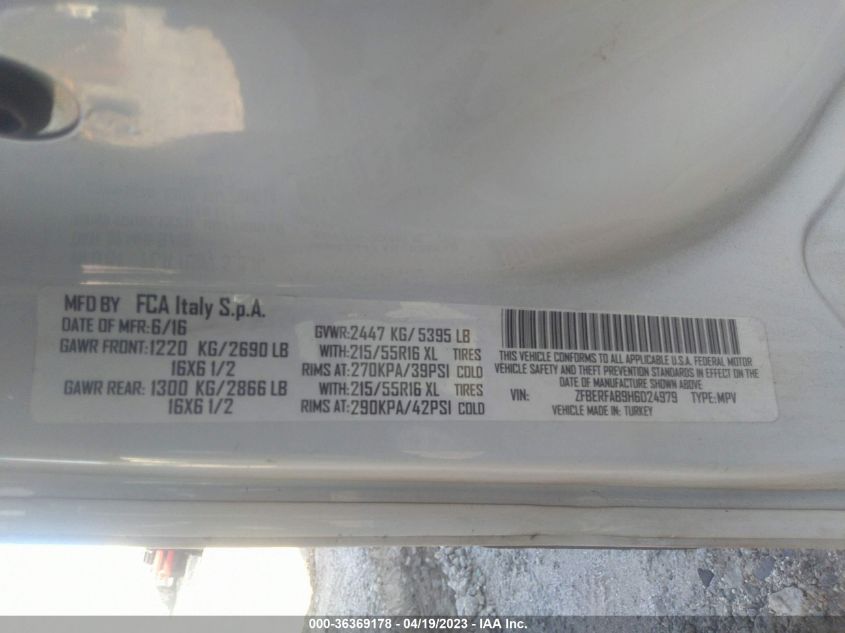 MFD BY FCA Italy S.p.A.
DATE OF MFR:6/16
GAWR FRONT:1220 KG/2690 LB
16X6 1/2
GAWR REAR:1300 KG/2866 LB
16X6 1/2
GVWR:2447 KG/5395 LB
WITH:215/55R16 XL TIRES
RIMS AT:270KPA/39PSI COLD
WITH:215/55R16 XL TIRES
RIMS AT:290KPA/42PSI COLD
THIS VEHICLE CONFORMS TO ALL APPLICABLE U.S.A. FEDERAL MOTOR
VEHICLE SAFETY AND THEFT PREVENTION STANDARDS IN EFFECT ON THE
DATE OF MANUFACTURE SHOWN ABOVE.
VIN: ZFBERFAB9H6D24979 TYPE:MPV
VEHICLE MADE IN: TURKEY
000-36369178 - 04/19/2023 - IAA Inc.